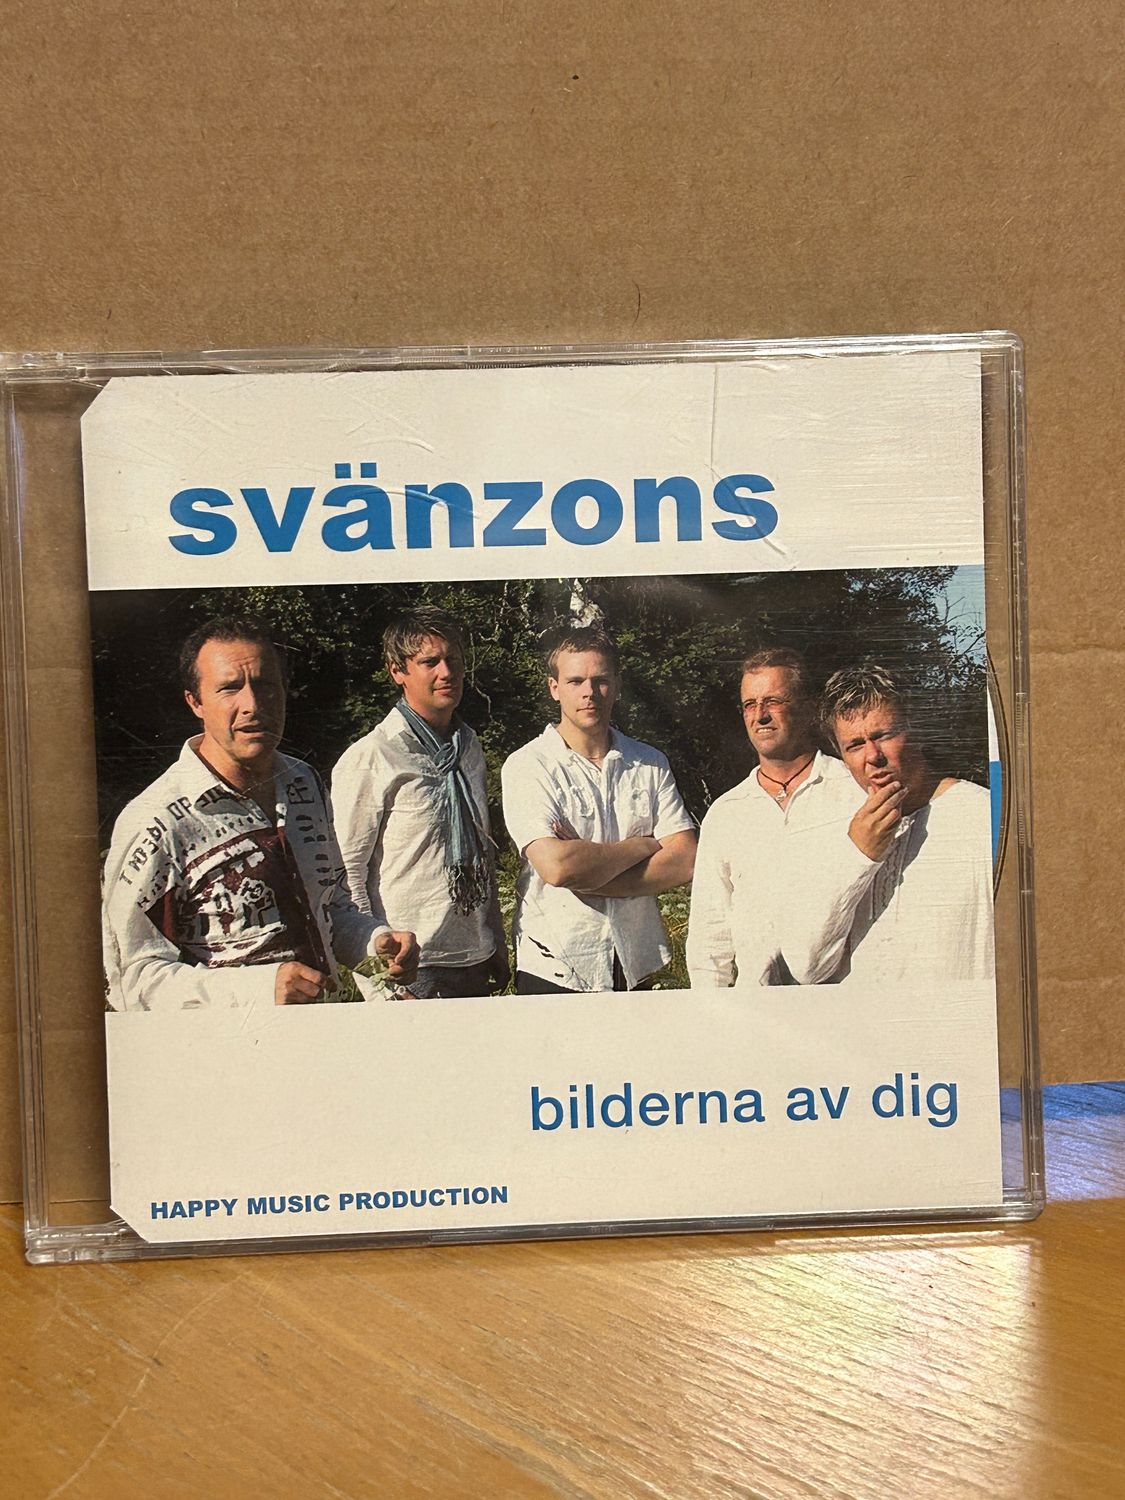 svänzons
bilderna av dig
HAPPY MUSIC PRODUCTION